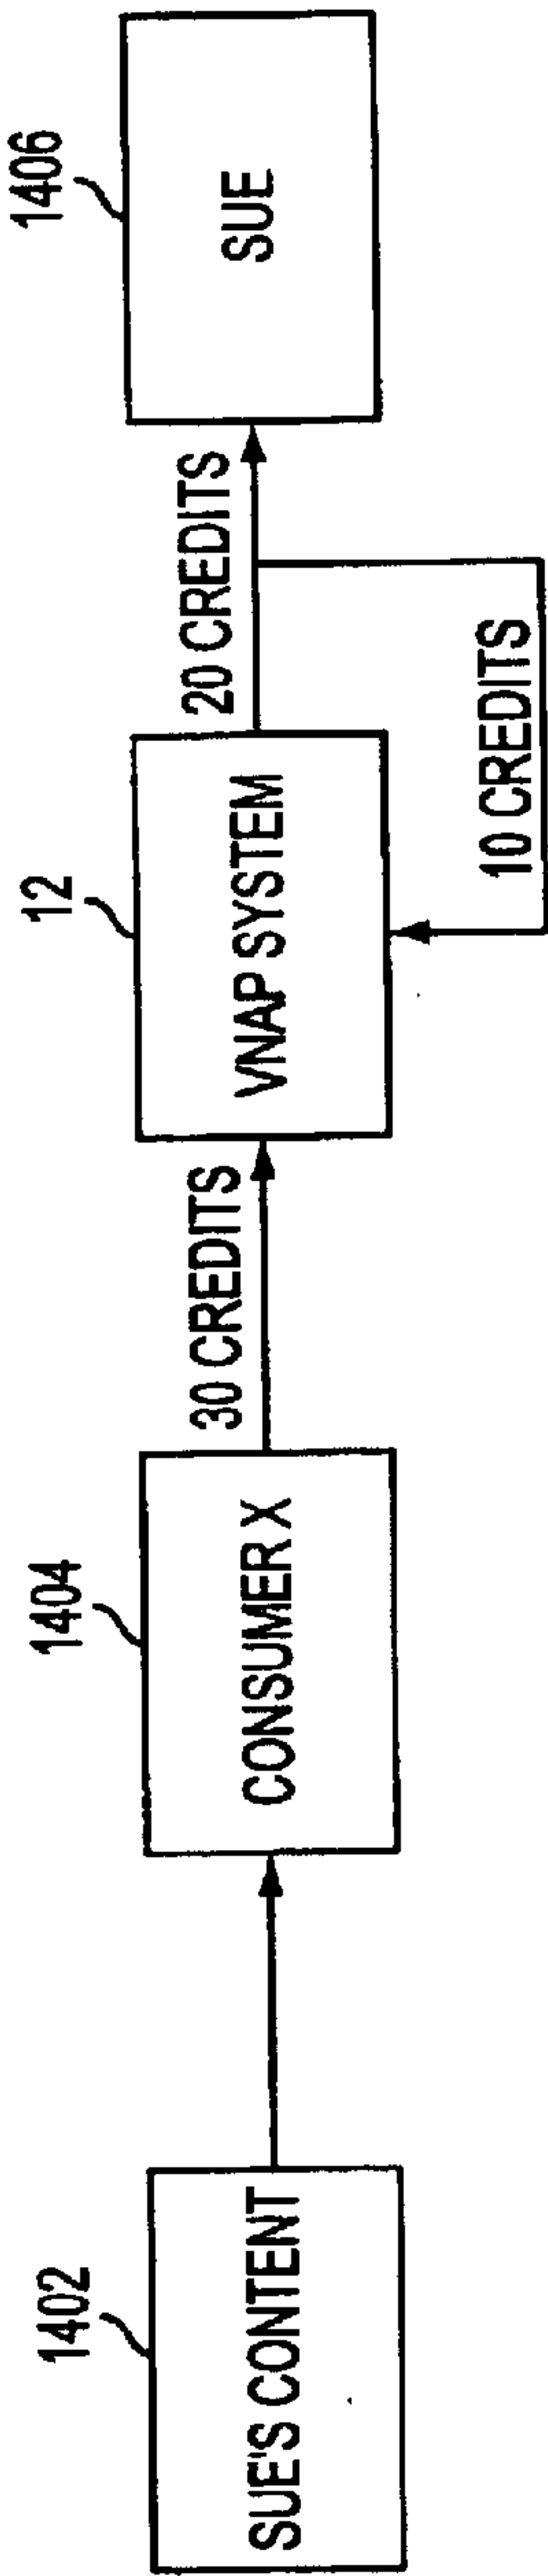 1402
SUE'S CONTENT
1404
CONSUMER X
30 CREDITS
12
VNAP SYSTEM
20 CREDITS
10 CREDITS
1406
SUE